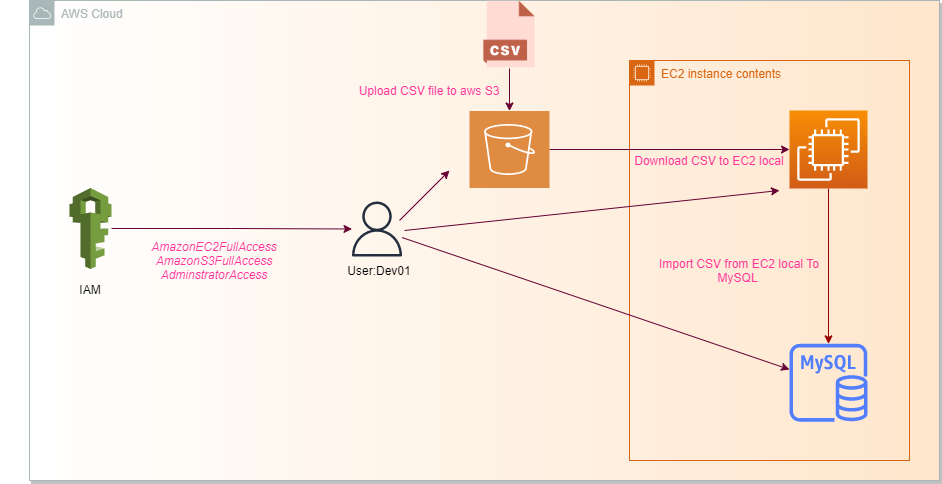 AWS Cloud
CSV
EC2 instance contents
Upload CSV file to aws S3
Download CSV to EC2 local
AmazonEC2FullAccess
AmazonS3FullAccess
AdminstratorAccess
User:Dev01
IAM
Import CSV from EC2 local To
MySQL
MySQL